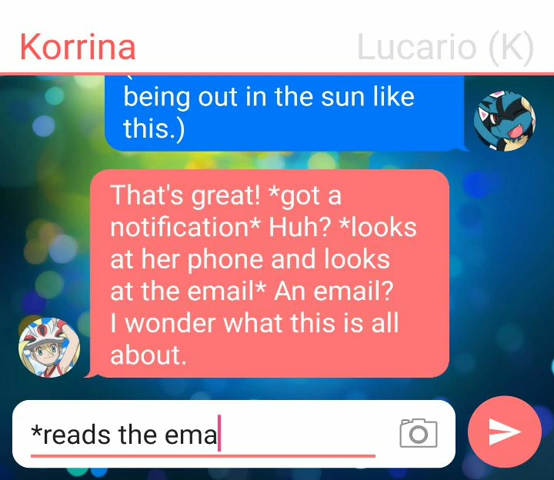 Korrina
Lucario (K)
being out in the sun like
this.)
That's great! *got a
notification* Huh? *looks
at her phone and looks
at the email* An email?
I wonder what this is all
about.
*reads the ema